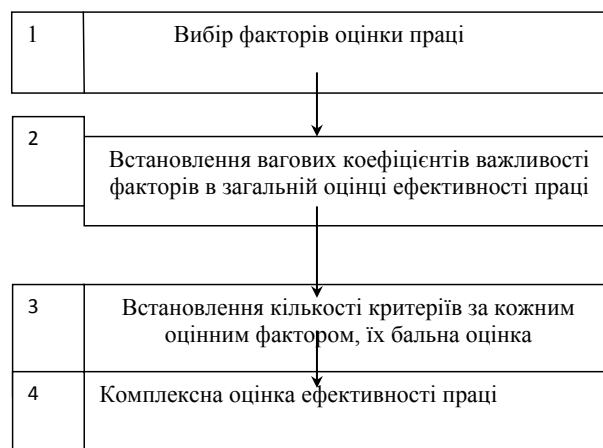 1
Вибір факторів оцінки праці
2
Встановлення вагових коефіцієнтів важливості
факторів в загальній оцінці ефективності праці
3
Встановлення кількості критеріїв за кожним
оцінним фактором, їх бальна оцінка
4
Комплексна оцінка ефективності праці